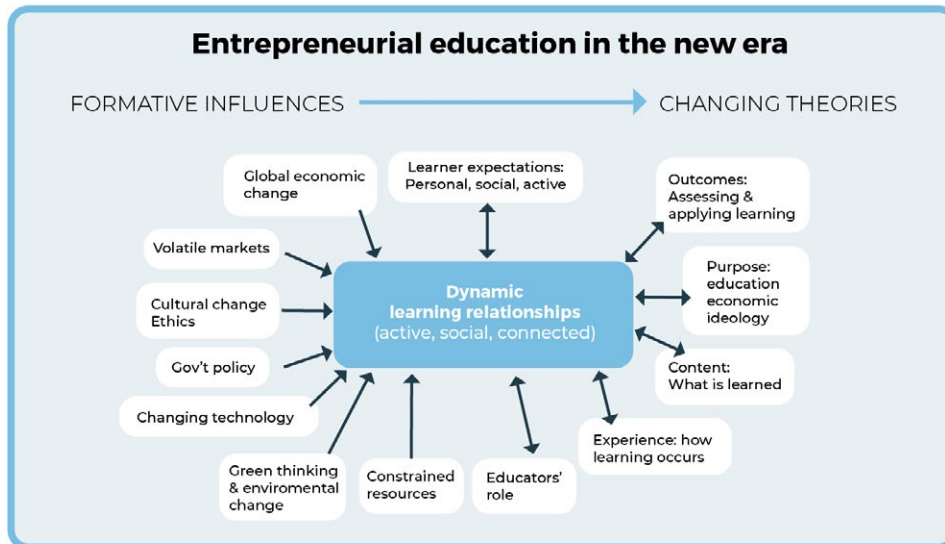 Entrepreneurial education in the new era
FORMATIVE INFLUENCES
CHANGING THEORIES
Global economic
change
Learner expectations:
Personal, social, active
Outcomes:
Assessing &
applying learning
Volatile markets
Purpose:
education
economic
ideology
Dynamic
learning relationships
(active, social, connected)
Cultural change
Ethics
Gov't policy
Content:
What is learned
Changing technology
Experience: how
learning occurs
Green thinking
& enviromental
change
Constrained
resources
Educators'
role